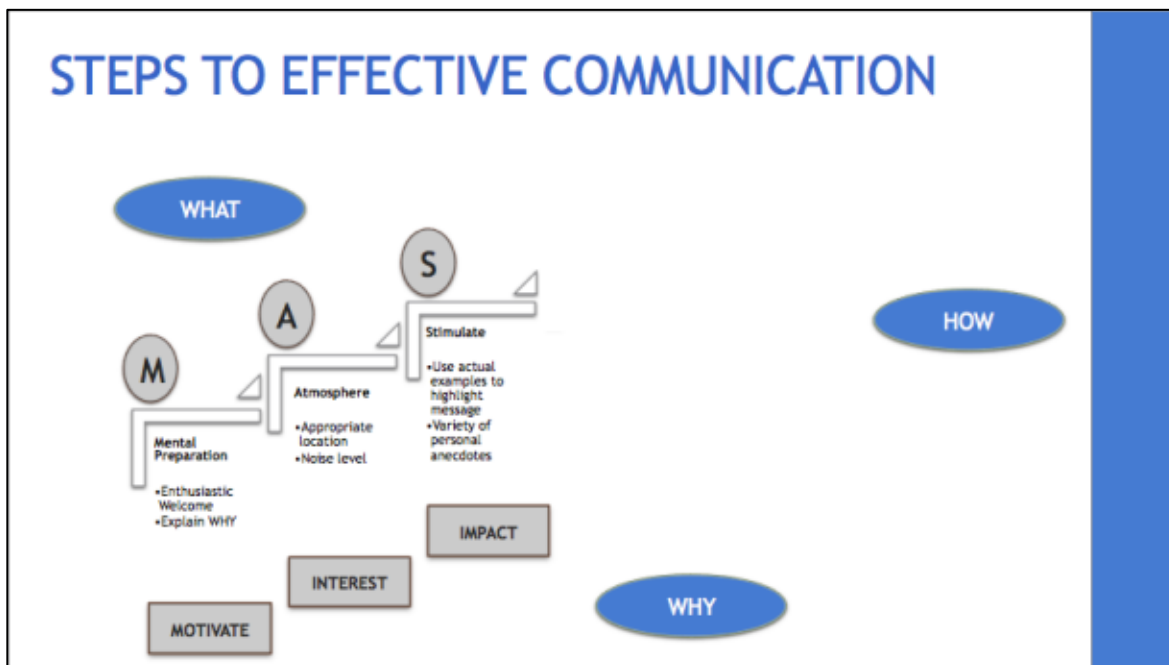 STEPS TO EFFECTIVE COMMUNICATION
WHAT
S
A
HOW
M
Stimulate
•Use actual
examples to
highlight
message
•Variety of
personal
anecdotes
Atmosphere
•Appropriate
location
•Noise level
Mental
Preparation
•Enthusiastic
Welcome
•Explain WHY
IMPACT
INTEREST
WHY
MOTIVATE